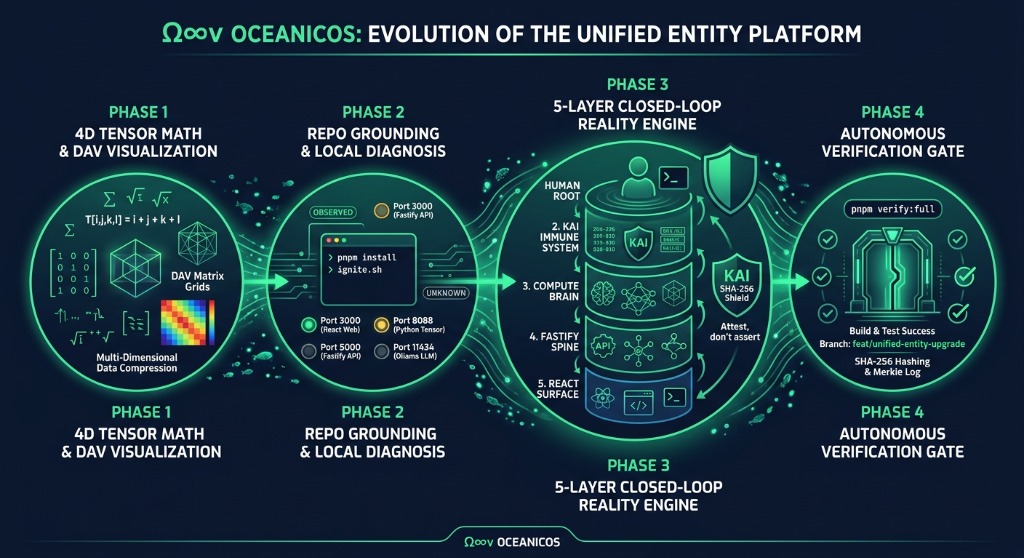 Ω∞v OCEANICOS: EVOLUTION OF THE UNIFIED ENTITY PLATFORM
PHASE 1
4D TENSOR MATH
& DAV VISUALIZATION
∑ √i √x
T[i,j,k,l] = i + j + k + l
∑
DAV Matrix
Grids
Multi-Dimensional
Data Compression
PHASE 1
4D TENSOR MATH
& DAV VISUALIZATION
PHASE 2
REPO GROUNDING
& LOCAL DIAGNOSIS
OBSERVED
Port 3000
(Fastify API)
> pnpm install
> ignite.sh
UNKNOWN
Port 3000
(React Web)
Port 8088
(Python Tensor)
Port 5000
(Fastify API)
Port 11434
(Oliams LLM)
PHASE 2
REPO GROUNDING
& LOCAL DIAGNOSIS
PHASE 3
5-LAYER CLOSED-LOOP
REALITY ENGINE
HUMAN
ROOT
>_
2. KAI
IMMUNE
SYSTEM
KAI
3. COMPUTE
BRAIN
4. FASTIFY
SPINE
API
5. REACT
SURFACE
</>
>_
KAI
SHA-256
Shield
Attest,
don't assert
PHASE 3
5-LAYER CLOSED-LOOP
REALITY ENGINE
PHASE 4
AUTONOMOUS
VERIFICATION GATE
pnpm verify:full
Build & Test Success
Branch: feat/unified-entity-upgrade
SHA-256 Hashing
& Merkle Log
PHASE 4
AUTONOMOUS
VERIFICATION GATE
Ω∞v OCEANICOS